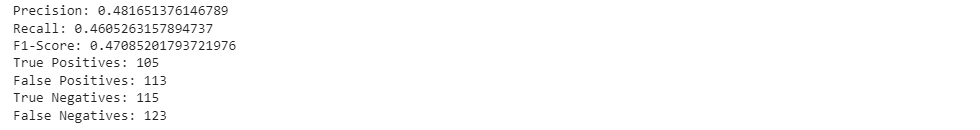 Precision: 0.481651376146789
Recall: 0.4605263157894737
F1-Score: 0.47085201793721976
True Positives: 105
False Positives: 113
True Negatives: 115
False Negatives: 123